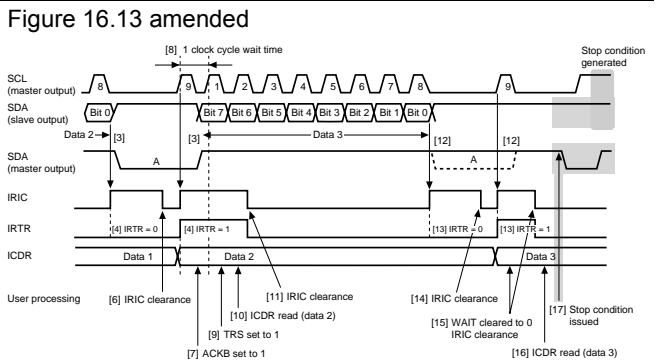 Figure 16.13 amended
[8] 1 clock cycle wait time
Stop condition
generated
SCL
(master output)
8 9 1 2 3 4 5 6 7 8 9
SDA
(slave output)
Bit 0 Bit 7 Bit 6 Bit 5 Bit 4 Bit 3 Bit 2 Bit 1 Bit 0
Data 2 [3] [3] Data 3 [12] [12]
SDA
(master output)
A A
IRIC
IRTR
[4] IRTR = 0 [4] IRTR = 1 [13] IRTR = 0 [13] IRTR = 1
ICDR
Data 1 Data 2 Data 3
User processing
[6] IRIC clearance
[11] IRIC clearance
[14] IRIC clearance
[17] Stop condition
issued
[10] ICDR read (data 2)
[15] WAIT cleared to 0
IRIC clearance
[9] TRS set to 1
[7] ACKB set to 1
[16] ICDR read (data 3)